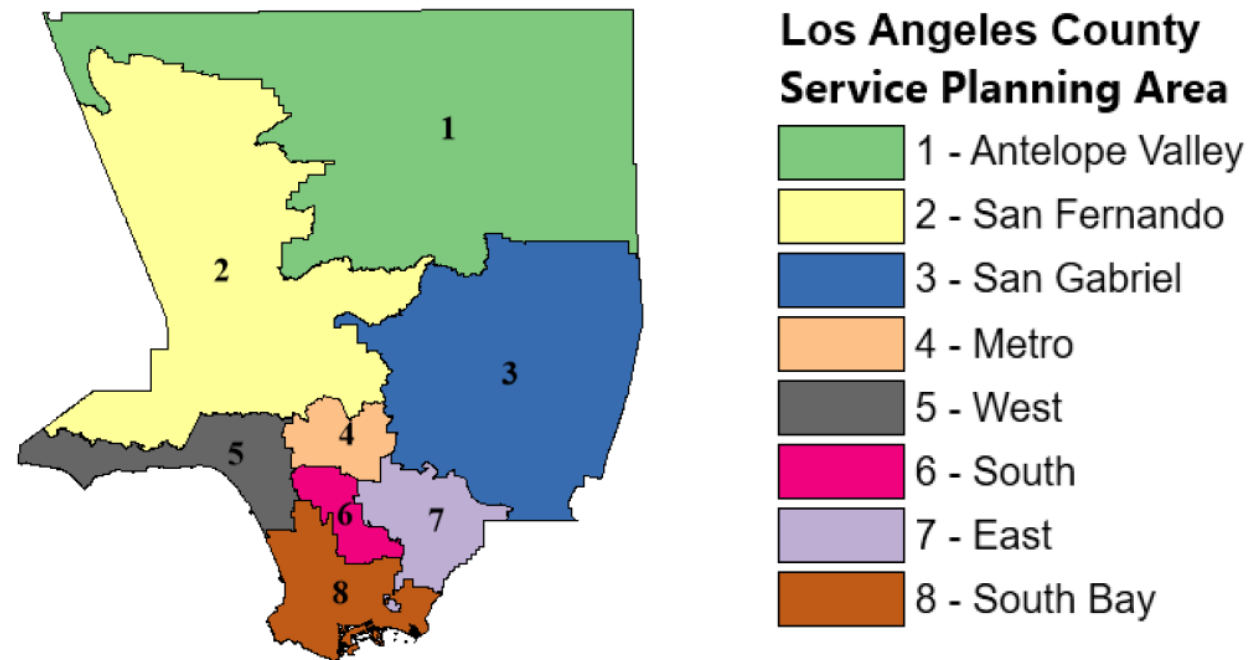 Los Angeles County
Service Planning Area
1 - Antelope Valley
2 - San Fernando
3 - San Gabriel
4 - Metro
5 - West
6 - South
7 - East
8 - South Bay
1
2
3
4
5
6
7
8